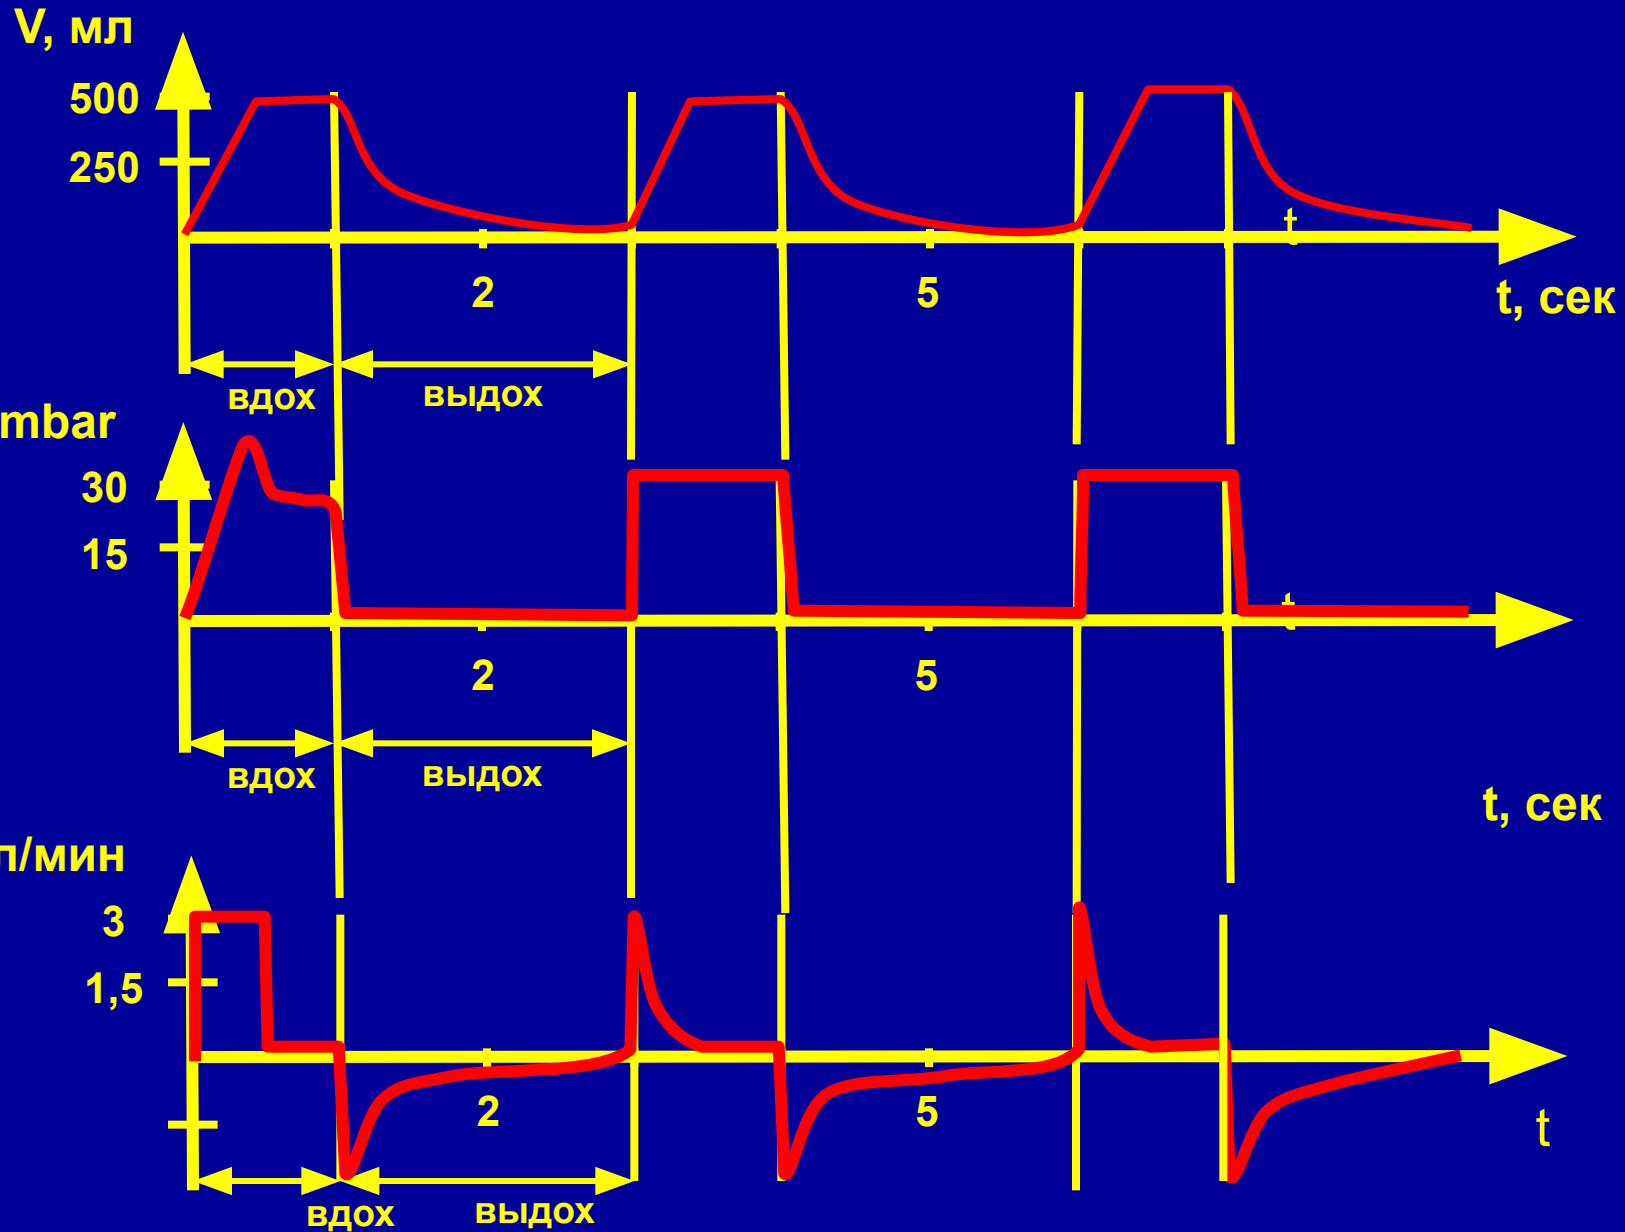 V, мл
500
250
t
2
5
t, сек
вдох
выдох
mbar
30
15
t
2
5
вдох
выдох
t, сек
л/мин
3
1,5
2
5
t
вдох
выдох